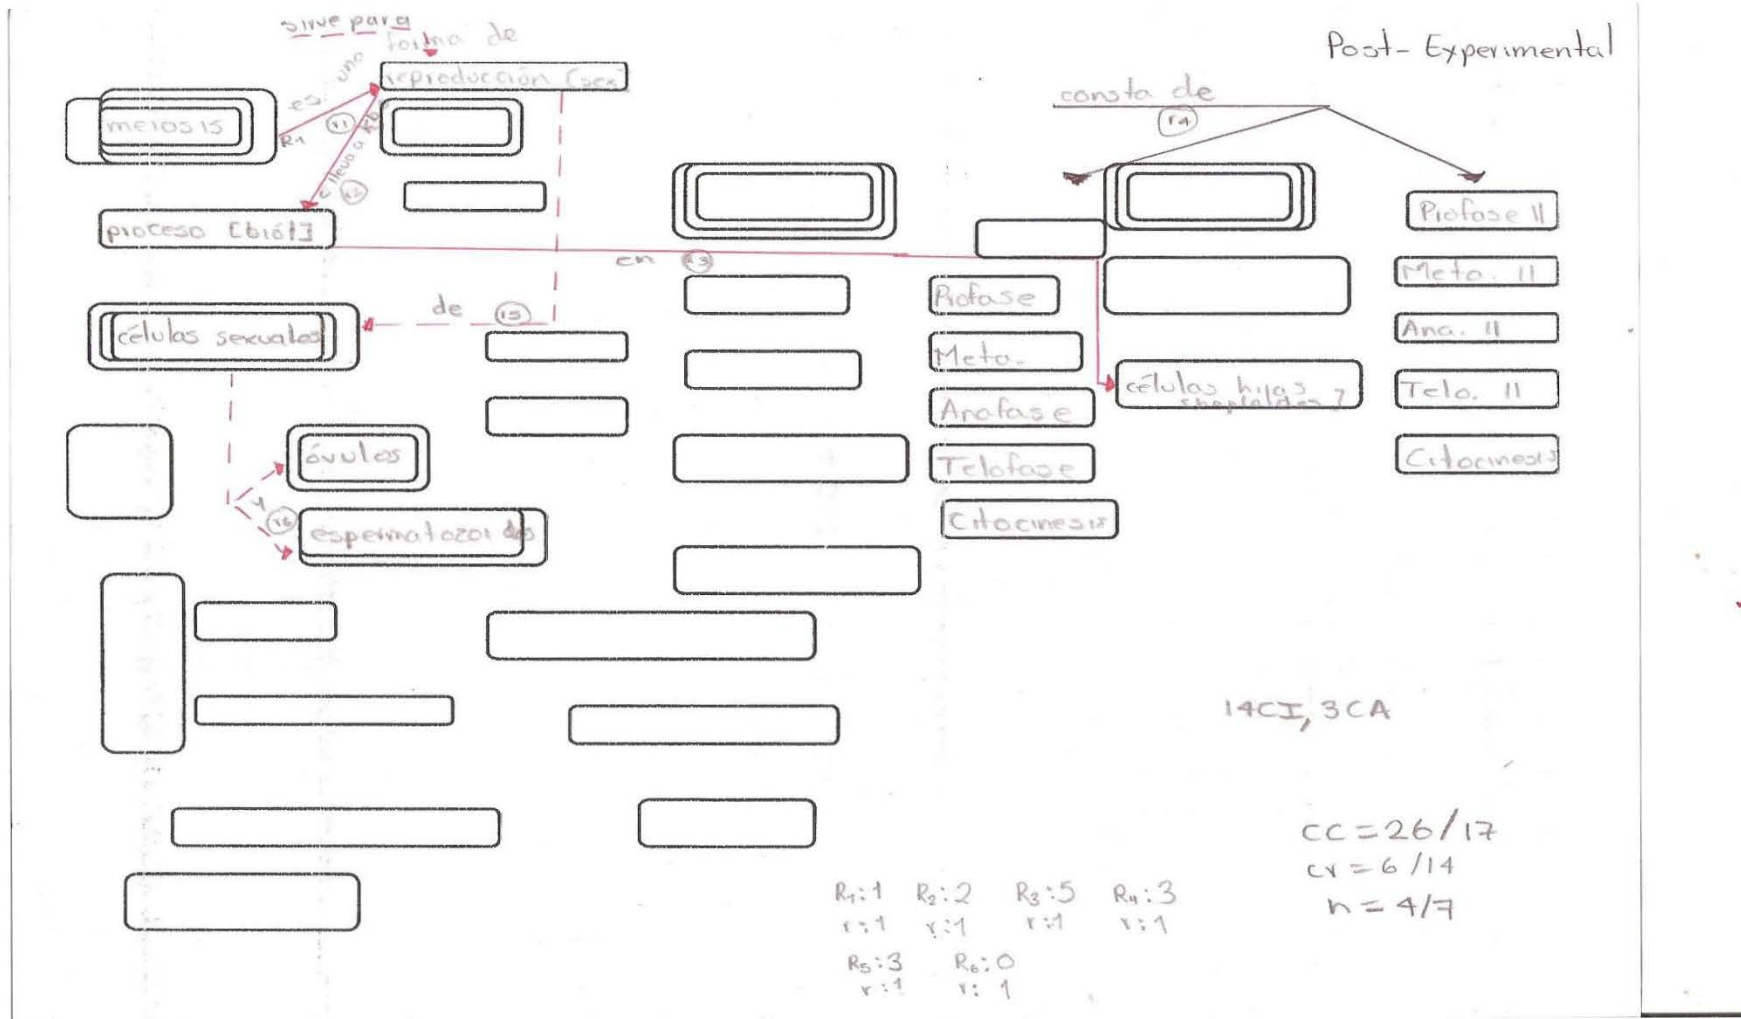 sirve para
forma de
es una
reproducción [sex]
Post-Experimental
consta de
r4
meiosis
R1
r1
r2
proceso [biól]
en r3
Profase II
Meta. II
Ana. II
Telo. II
Citocinesis
Profase
Meta.
Anafase
Telofase
Citocinesis
células hijas
de r5
células sexuales
óvulos
y
r6
espermatozoides
14CI, 3CA
CC = 26/17
cr = 6/14
n = 4/7
R1:1 R2:2 R3:5 R4:3
r:1 r:1 r:1 r:1
R5:3 R6:0
r:1 r:1